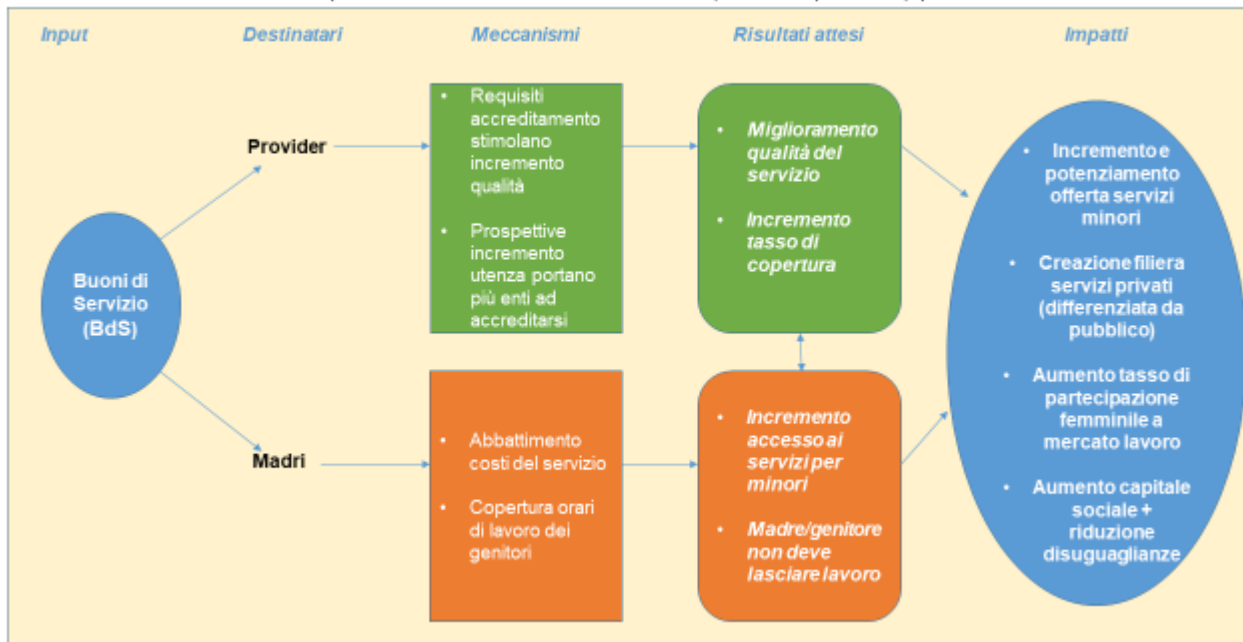 Input
Destinatari
Meccanismi
Risultati attesi
Impatti
Buoni di
Servizio
(BdS)
Provider
• Requisiti
accreditamento
stimolano
incremento
qualità
• Prospettive
incremento
utenza portano
più enti ad
accreditarsi
• Miglioramento
qualità del
servizio
• Incremento
tasso di
copertura
Madri
• Abbattimento
costi del servizio
• Copertura orari
di lavoro dei
genitori
• Incremento
accesso ai
servizi per
minori
• Madre/genitore
non deve
lasciare lavoro
• Incremento e
potenziamento
offerta servizi
minori
• Creazione filiera
servizi privati
(differenziata da
pubblico)
• Aumento tasso di
partecipazione
femminile a
mercato lavoro
• Aumento capitale
sociale +
riduzione
disuguaglianze